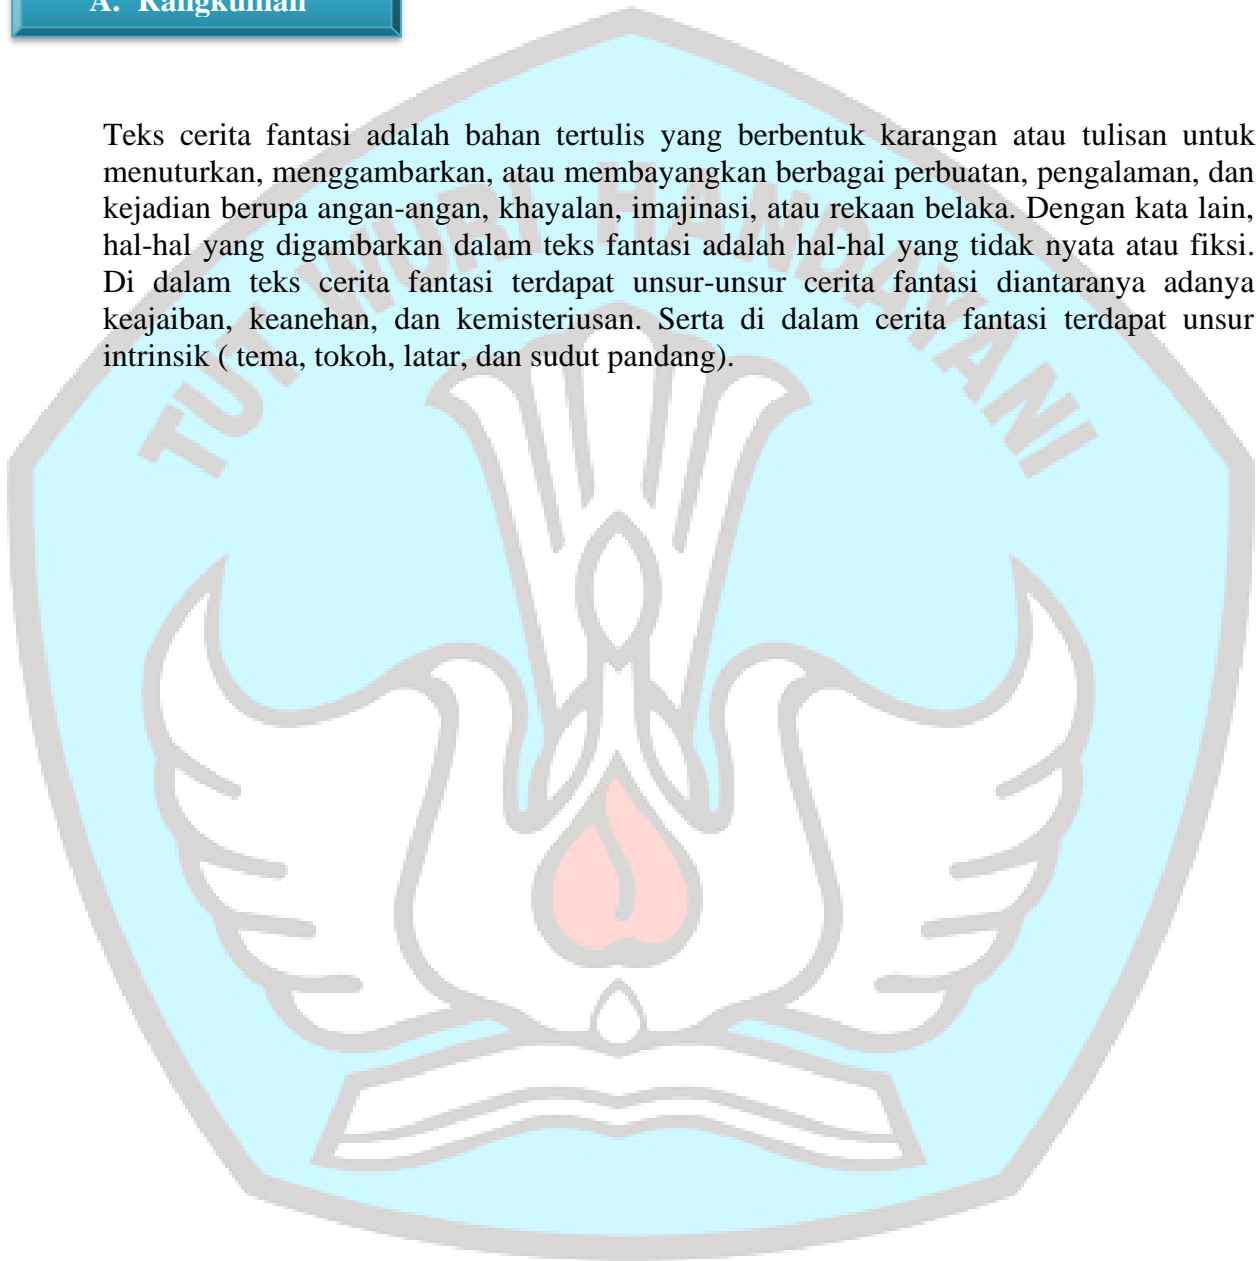 A. Rangkuman
Teks cerita fantasi adalah bahan tertulis yang berbentuk karangan atau tulisan untuk
menuturkan, menggambarkan, atau membayangkan berbagai perbuatan, pengalaman, dan
kejadian berupa angan-angan, khayalan, imajinasi, atau rekaan belaka. Dengan kata lain,
hal-hal yang digambarkan dalam teks fantasi adalah hal-hal yang tidak nyata atau fiksi.
Di dalam teks cerita fantasi terdapat unsur-unsur cerita fantasi diantaranya adanya
keajaiban, keanehan, dan kemisteriusan. Serta di dalam cerita fantasi terdapat unsur
intrinsik ( tema, tokoh, latar, dan sudut pandang).
TUT WURI HANDAYANI